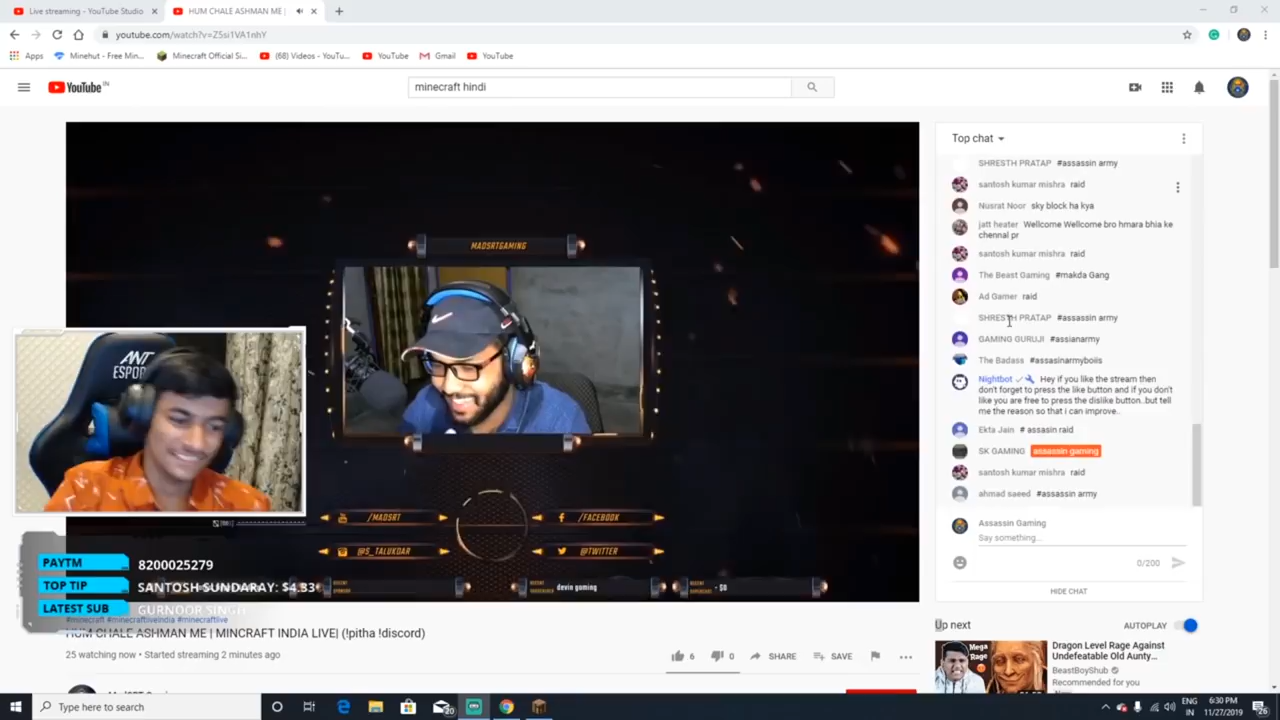 Live streaming - YouTube Studio
HUM CHALE ASHMAN ME |
youtube.com/watch?v=Z5si1VA1nhY
Apps
Minehut - Free Min...
Minecraft Official Si...
(68) Videos - YouTu...
YouTube
Gmail
YouTube
YouTube IN
minecraft hindi
Top chat
SHRESTH PRATAP #assassin army
santosh kumar mishra raid
Nusrat Noor sky block ha kya
jatt heater Wellcome Wellcome bro hmara bhia ke
chennal pr
santosh kumar mishra raid
The Beast Gaming #makda Gang
Ad Gamer raid
SHRESTH PRATAP #assassin army
GAMING GURUJI #assianarmy
The Badass #assasinarmyboiis
Nightbot Hey if you like the stream then
don't forget to press the like button and if you don't
like you are free to press the dislike button..but tell
me the reason so that i can improve..
Ekta Jain # assasin raid
SK GAMING assassin gaming
santosh kumar mishra raid
ahmad saeed #assassin army
Assassin Gaming
Say something...
0/200
HIDE CHAT
MADSRTGAMING
ANT
ESPOR
/MADSRT
/FACEBOOK
@S_TALUKDAR
@TWITTER
devin gaming
- $0
PAYTM 8200025279
TOP TIP SANTOSH SUNDARAY: $4.33
LATEST SUB GURNOOR SINGH
#minecraft #minecraftliveindia #minecraftlive
HUM CHALE ASHMAN ME | MINCRAFT INDIA LIVE| (!pitha !discord)
25 watching now • Started streaming 2 minutes ago
6
0
SHARE
SAVE
Up next
AUTOPLAY
Mega
Rage
Dragon Level Rage Against
Undefeatable Old Aunty...
BeastBoyShub
Recommended for you
Type here to search
20
ENG
IN
6:30 PM
11/27/2019
26